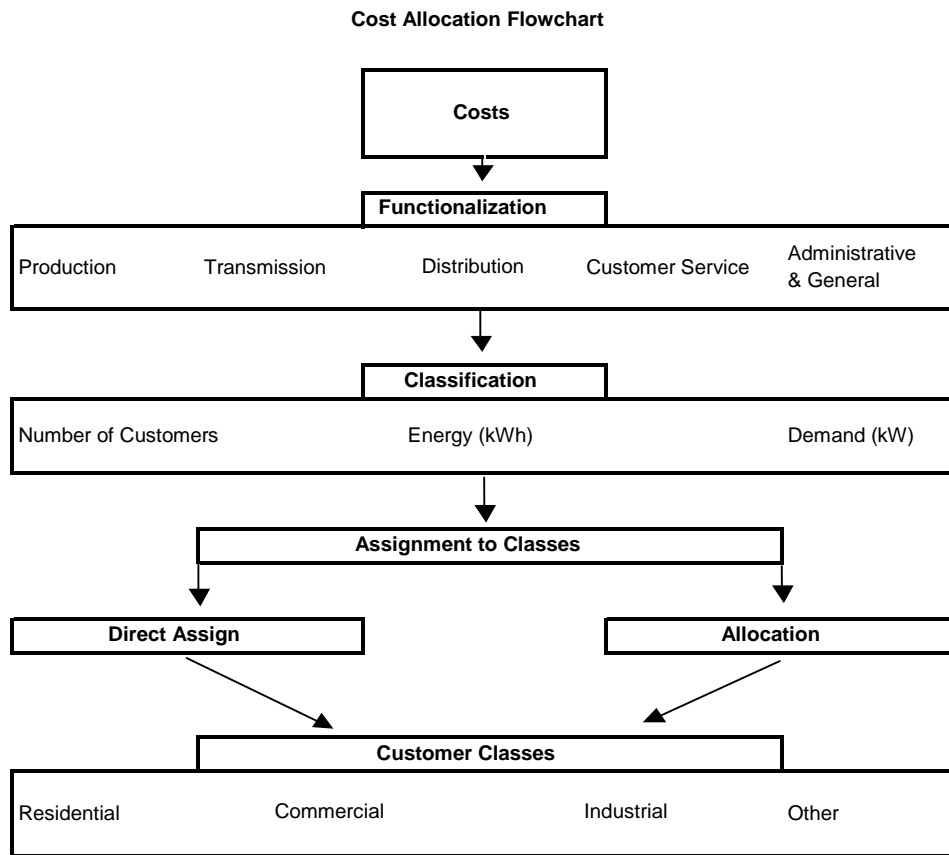 Cost Allocation Flowchart
Costs
Functionalization
Production Transmission Distribution Customer Service Administrative
& General
Classification
Number of Customers Energy (kWh) Demand (kW)
Assignment to Classes
Direct Assign Allocation
Customer Classes
Residential Commercial Industrial Other